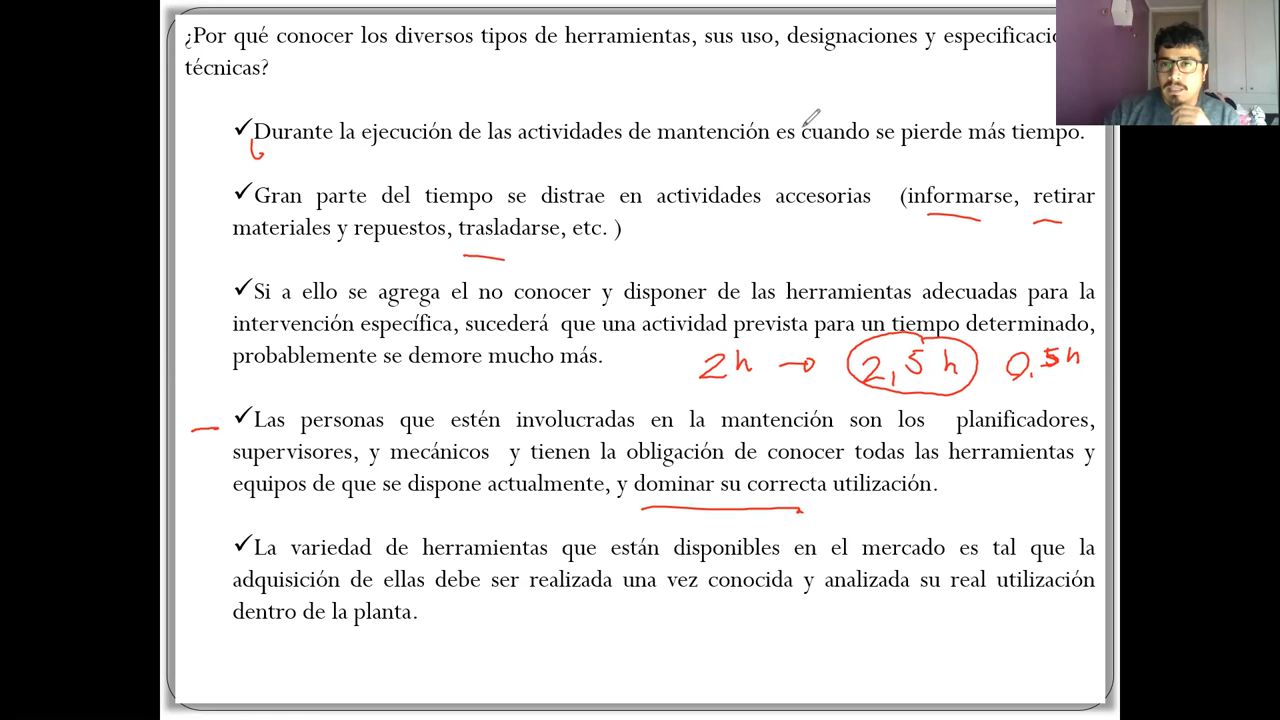 ¿Por qué conocer los diversos tipos de herramientas, sus uso, designaciones y
técnicas?
✓Durante la ejecución de las actividades de mantención es cuando se pierde más tiempo.
✓Gran parte del tiempo se distrae en actividades accesorias (informarse, retirar
materiales y repuestos, trasladarse, etc. )
✓Si a ello se agrega el no conocer y disponer de las herramientas adecuadas para la
intervención específica, sucederá que una actividad prevista para un tiempo determinado,
probablemente se demore mucho más.
2h → 2,5 h 0,5h
✓Las personas que estén involucradas en la mantención son los planificadores,
supervisores, y mecánicos y tienen la obligación de conocer todas las herramientas y
equipos de que se dispone actualmente, y dominar su correcta utilización.
✓La variedad de herramientas que están disponibles en el mercado es tal que la
adquisición de ellas debe ser realizada una vez conocida y analizada su real utilización
dentro de la planta.